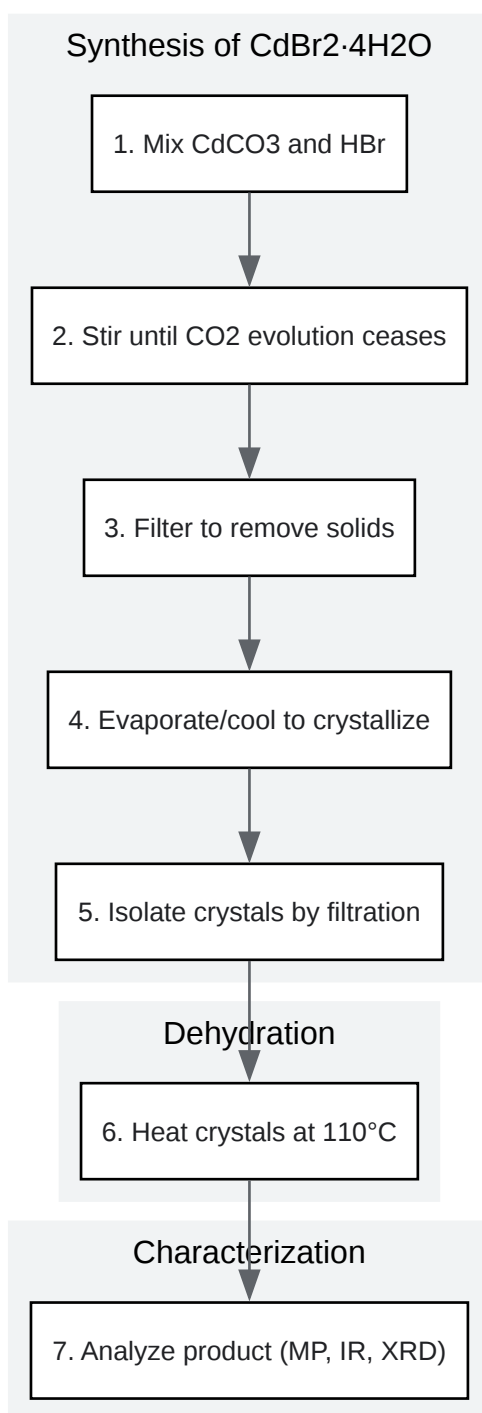 Synthesis of CdBr2·4H2O
1. Mix CdCO3 and HBr
2. Stir until CO2 evolution ceases
3. Filter to remove solids
4. Evaporate/cool to crystallize
5. Isolate crystals by filtration
Dehydration
6. Heat crystals at 110°C
Characterization
7. Analyze product (MP, IR, XRD)